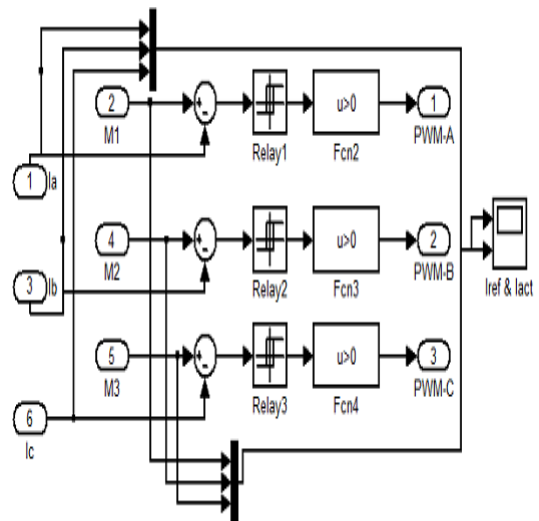 2
M1
+
-
Relay1
u>0
Fcn2
1
PWM-A
1
Ia
4
M2
+
-
Relay2
u>0
Fcn3
2
PWM-B
3
Ib
Iref & Iact
5
M3
+
-
Relay3
u>0
Fcn4
3
PWM-C
6
Ic